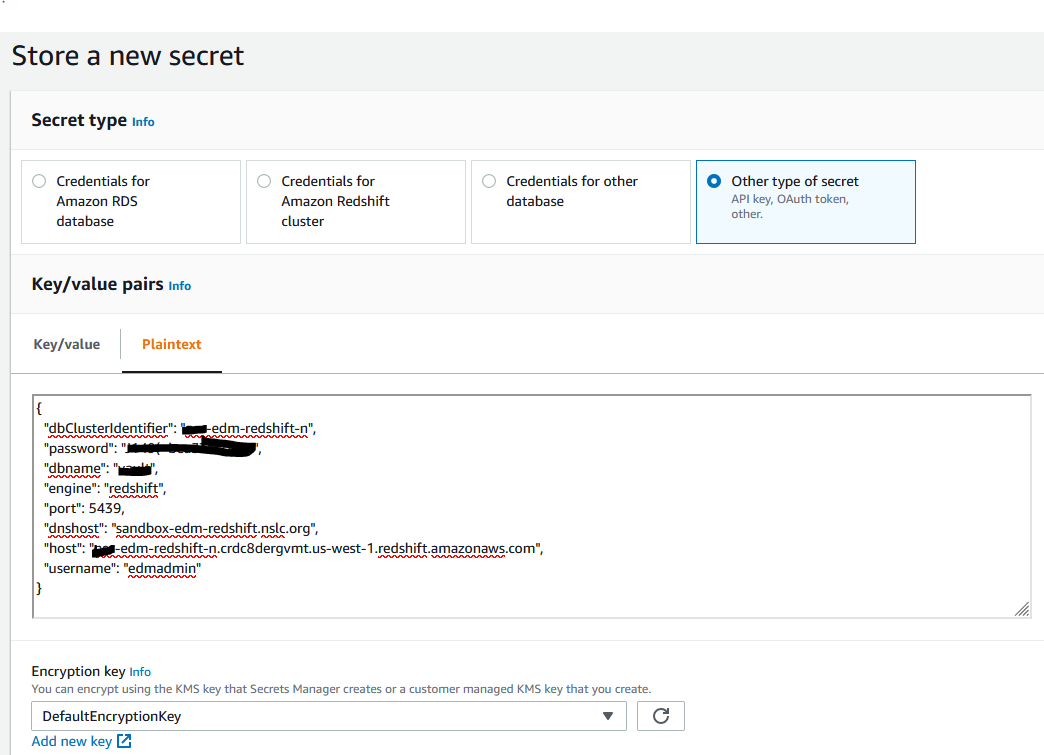 Store a new secret
Secret type Info
Credentials for Amazon RDS database
Credentials for Amazon Redshift cluster
Credentials for other database
Other type of secret
API key, OAuth token, other.
Key/value pairs Info
Key/value
Plaintext
{
"dbClusterIdentifier": "-edm-redshift-n",
"password": "",
"dbname": "",
"engine": "redshift",
"port": 5439,
"dnshost": "sandbox-edm-redshift.nslc.org",
"host": "-edm-redshift-n.crdc8dergvmt.us-west-1.redshift.amazonaws.com",
"username": "edmadmin"
}
Encryption key Info
You can encrypt using the KMS key that Secrets Manager creates or a customer managed KMS key that you create.
DefaultEncryptionKey
Add new key